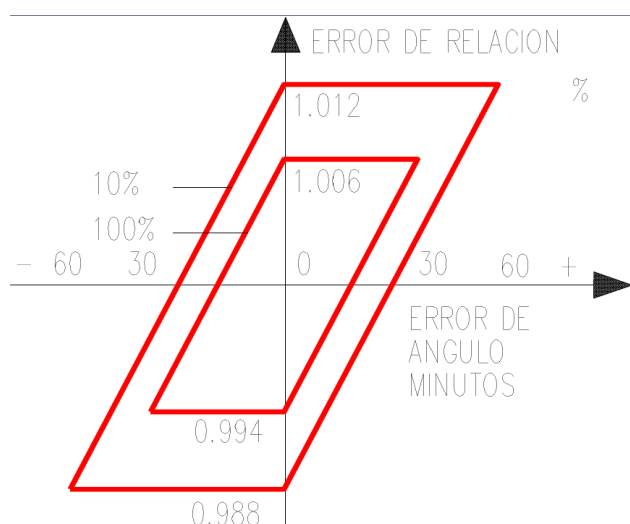 ERROR DE RELACION
%
1.012
10%
1.006
100%
- 60 30 0 30 60 +
ERROR DE
ANGULO
MINUTOS
0.994
0.988